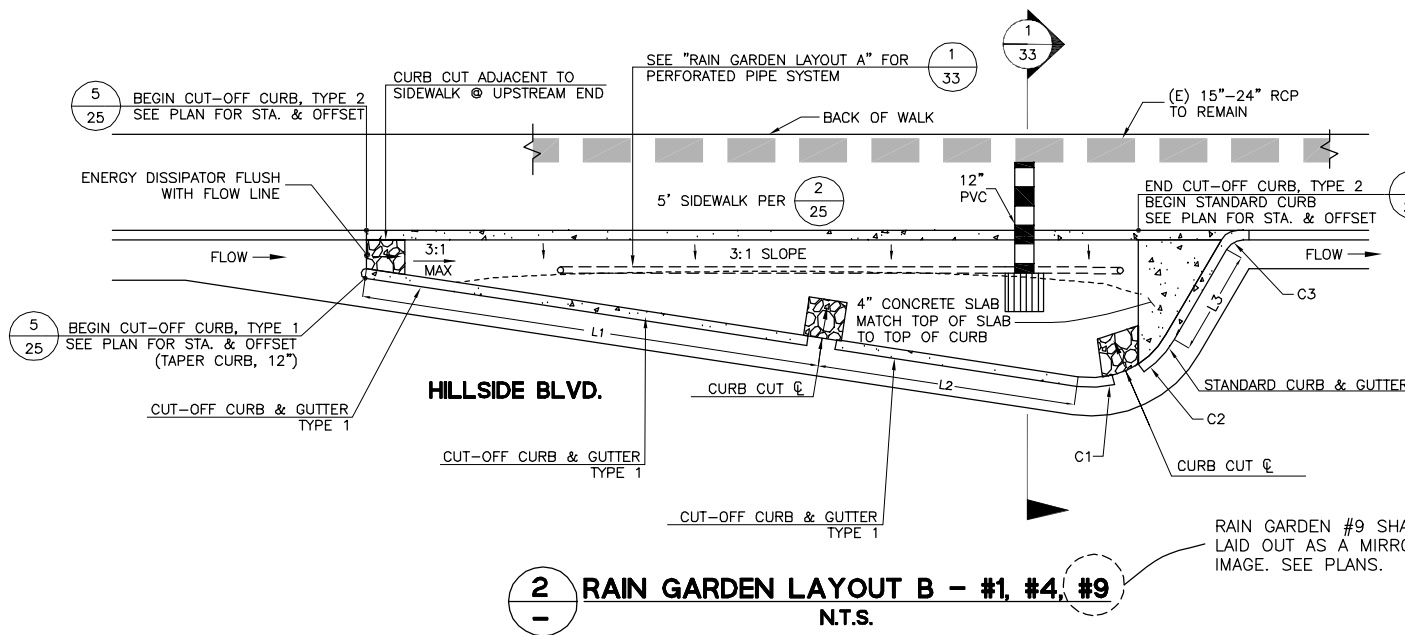 1
33
SEE "RAIN GARDEN LAYOUT A" FOR
PERFORATED PIPE SYSTEM
1
33
CURB CUT ADJACENT TO
SIDEWALK @ UPSTREAM END
5
25
BEGIN CUT-OFF CURB, TYPE 2
SEE PLAN FOR STA. & OFFSET
(E) 15"-24" RCP
TO REMAIN
BACK OF WALK
ENERGY DISSIPATOR FLUSH
WITH FLOW LINE
5' SIDEWALK PER
2
25
12"
PVC
END CUT-OFF CURB, TYPE 2
BEGIN STANDARD CURB
SEE PLAN FOR STA. & OFFSET
FLOW
3:1
MAX
3:1 SLOPE
FLOW
C3
L3
4" CONCRETE SLAB
MATCH TOP OF SLAB
TO TOP OF CURB
5
25
BEGIN CUT-OFF CURB, TYPE 1
SEE PLAN FOR STA. & OFFSET
(TAPER CURB, 12")
L1
HILLSIDE BLVD.
CURB CUT ℄
L2
STANDARD CURB & GUTTER
CUT-OFF CURB & GUTTER
TYPE 1
C2
C1
CUT-OFF CURB & GUTTER
TYPE 1
CURB CUT ℄
CUT-OFF CURB & GUTTER
TYPE 1
RAIN GARDEN #9 SHA
LAID OUT AS A MIRRO
IMAGE. SEE PLANS.
2
-
RAIN GARDEN LAYOUT B - #1, #4, #9
N.T.S.